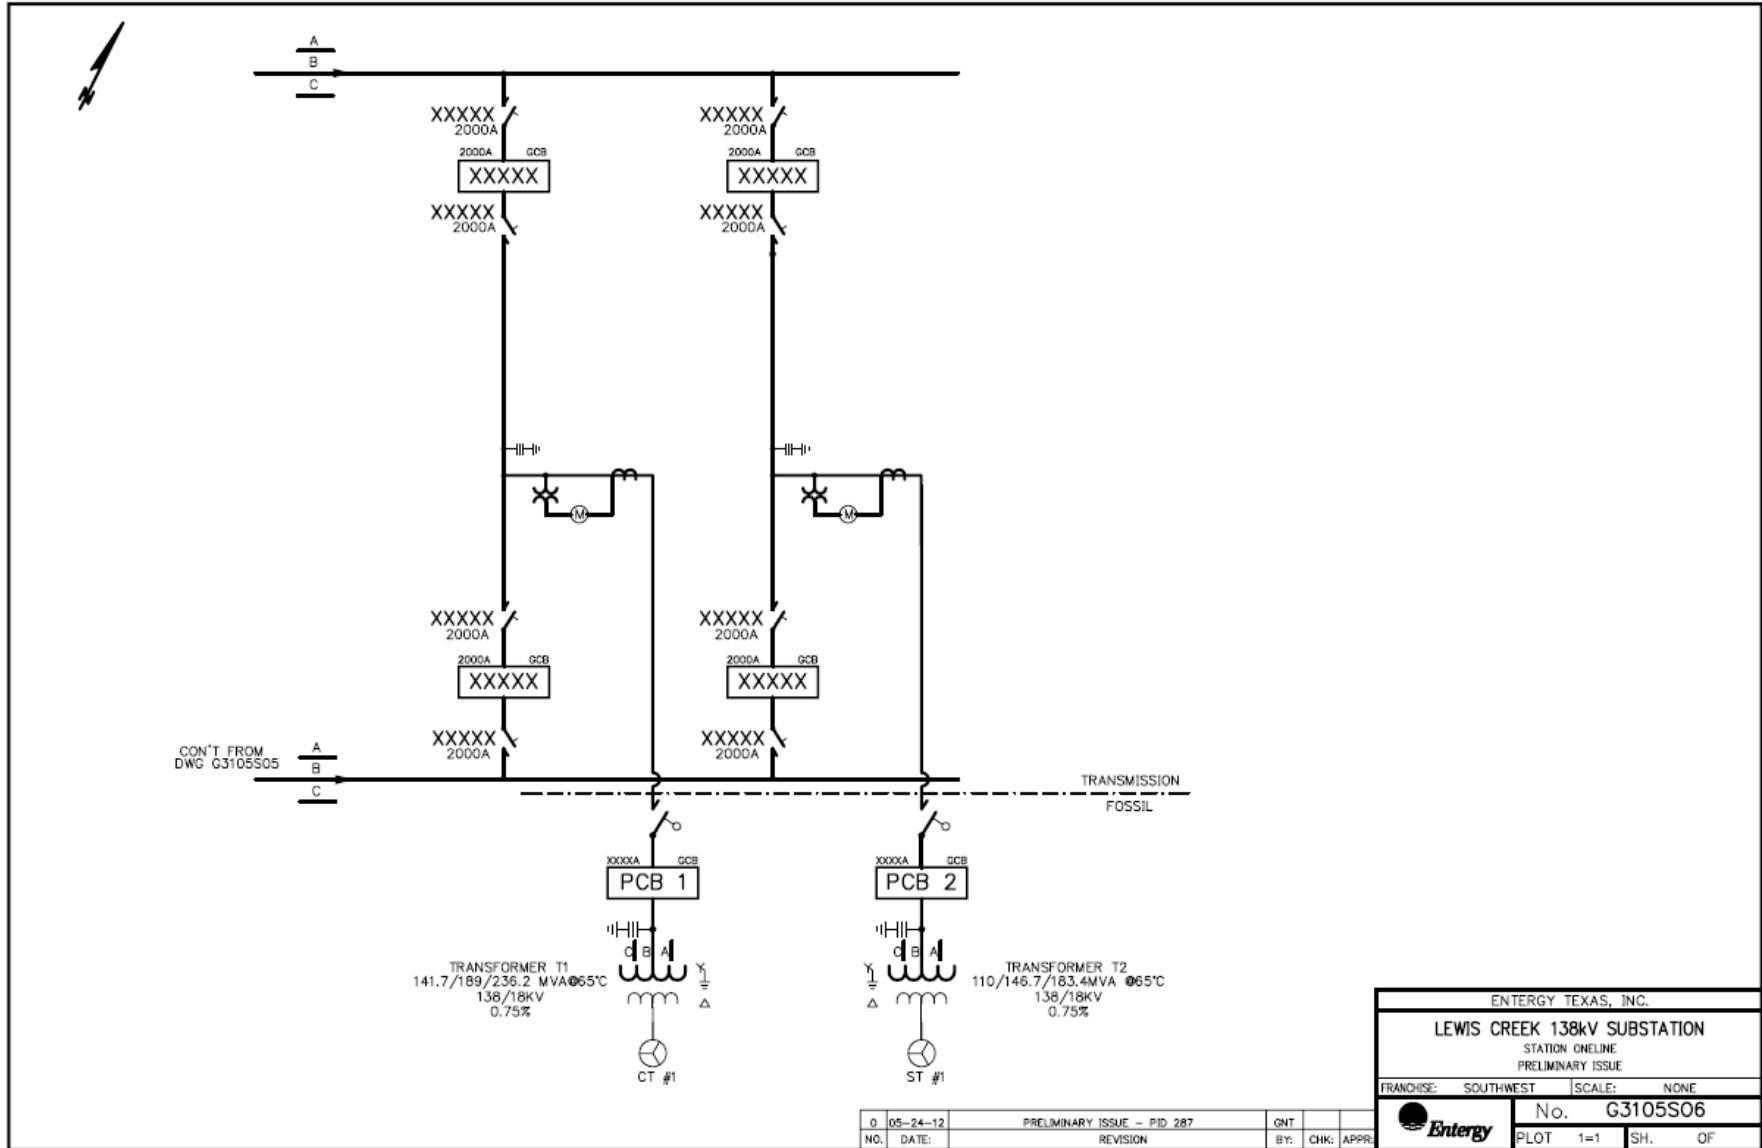 A
B
C
XXXXX
2000A
2000A GCB
XXXXX
XXXXX
2000A
XXXXX
2000A
2000A GCB
XXXXX
XXXXX
2000A
M
M
XXXXX
2000A
2000A GCB
XXXXX
XXXXX
2000A
XXXXX
2000A
2000A GCB
XXXXX
XXXXX
2000A
CON'T FROM
DWG G3105S05
A
B
C
TRANSMISSION
FOSSIL
XXXXA GCB
PCB 1
C B A
TRANSFORMER T1
141.7/189/236.2 MVA@65°C
138/18KV
0.75%
Y
△
CT #1
XXXXA GCB
PCB 2
C B A
Y
△
TRANSFORMER T2
110/146.7/183.4MVA @65°C
138/18KV
0.75%
ST #1
ENTERGY TEXAS, INC.
LEWIS CREEK 138kV SUBSTATION
STATION ONELINE
PRELIMINARY ISSUE
FRANCHISE: SOUTHWEST SCALE: NONE
Entergy
No. G3105S06
PLOT 1=1 SH. OF
0 05-24-12 PRELIMINARY ISSUE - PID 287 GNT
NO. DATE: REVISION BY: CHK: APPR: